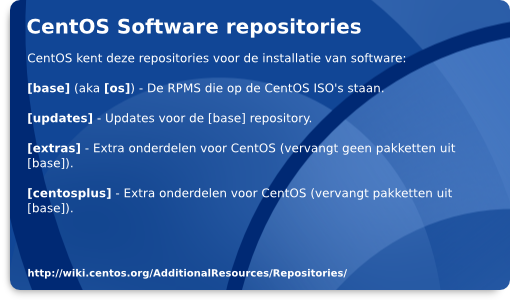 CentOS Software repositories
CentOS kent deze repositories voor de installatie van software:
[base] (aka [os]) - De RPMS die op de CentOS ISO's staan.
[updates] - Updates voor de [base] repository.
[extras] - Extra onderdelen voor CentOS (vervangt geen pakketten uit
[base]).
[centosplus] - Extra onderdelen voor CentOS (vervangt pakketten uit
[base]).
http://wiki.centos.org/AdditionalResources/Repositories/